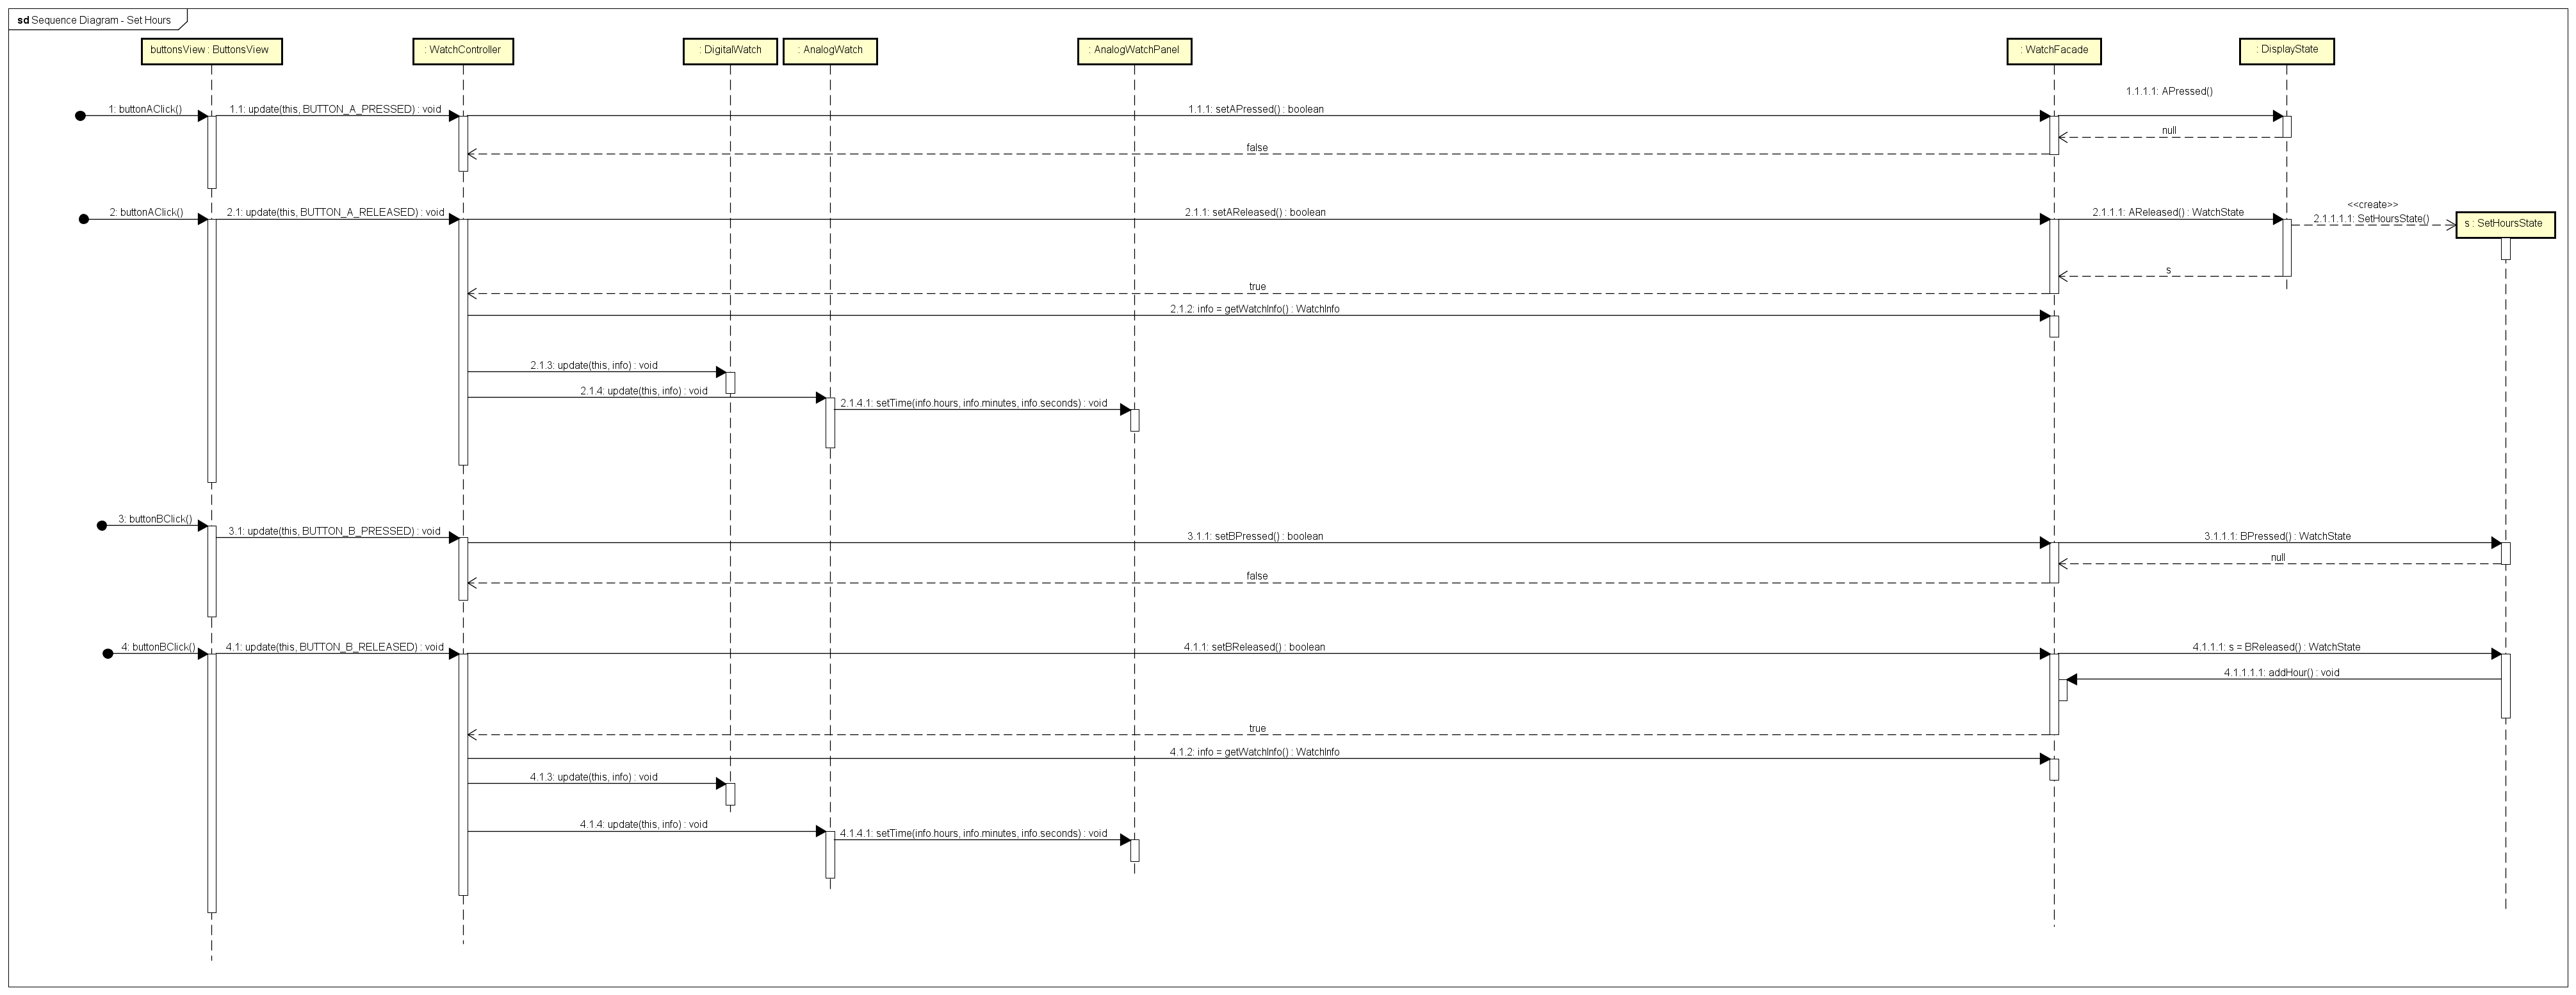 sd Sequence Diagram - Set Hours
buttonsView : ButtonsView
: WatchController
: DigitalWatch
: AnalogWatch
: AnalogWatchPanel
: WatchFacade
: DisplayState
1.1.1.1: APressed()
1: buttonAClick()
1.1: update(this, BUTTON_A_PRESSED) : void
1.1.1: setAPressed() : boolean
null
false
<<create>>
2: buttonAClick()
2.1: update(this, BUTTON_A_RELEASED) : void
2.1.1: setAReleased() : boolean
2.1.1.1: AReleased() : WatchState
2.1.1.1.1: SetHoursState()
s : SetHoursState
s
true
2.1.2: info = getWatchInfo() : WatchInfo
2.1.3: update(this, info) : void
2.1.4: update(this, info) : void
2.1.4.1: setTime(info.hours, info.minutes, info.seconds) : void
3: buttonBClick()
3.1: update(this, BUTTON_B_PRESSED) : void
3.1.1: setBPressed() : boolean
3.1.1.1: BPressed() : WatchState
null
false
4: buttonBClick()
4.1: update(this, BUTTON_B_RELEASED) : void
4.1.1: setBReleased() : boolean
4.1.1.1: s = BReleased() : WatchState
4.1.1.1.1: addHour() : void
true
4.1.2: info = getWatchInfo() : WatchInfo
4.1.3: update(this, info) : void
4.1.4: update(this, info) : void
4.1.4.1: setTime(info.hours, info.minutes, info.seconds) : void